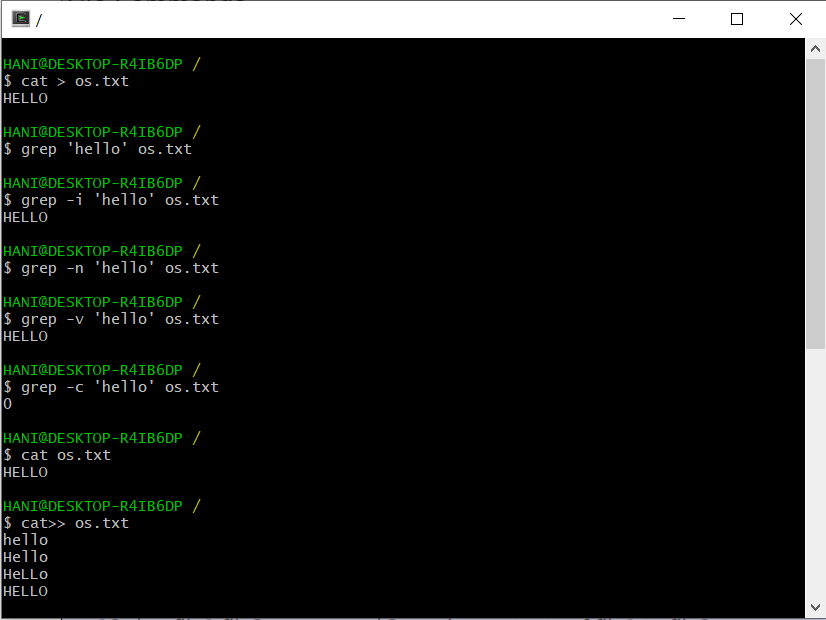 /
HANI@DESKTOP-R4IB6DP /
$ cat > os.txt
HELLO
HANI@DESKTOP-R4IB6DP /
$ grep 'hello' os.txt
HANI@DESKTOP-R4IB6DP /
$ grep -i 'hello' os.txt
HELLO
HANI@DESKTOP-R4IB6DP /
$ grep -n 'hello' os.txt
HANI@DESKTOP-R4IB6DP /
$ grep -v 'hello' os.txt
HELLO
HANI@DESKTOP-R4IB6DP /
$ grep -c 'hello' os.txt
0
HANI@DESKTOP-R4IB6DP /
$ cat os.txt
HELLO
HANI@DESKTOP-R4IB6DP /
$ cat>> os.txt
hello
Hello
HeLLo
HELLO